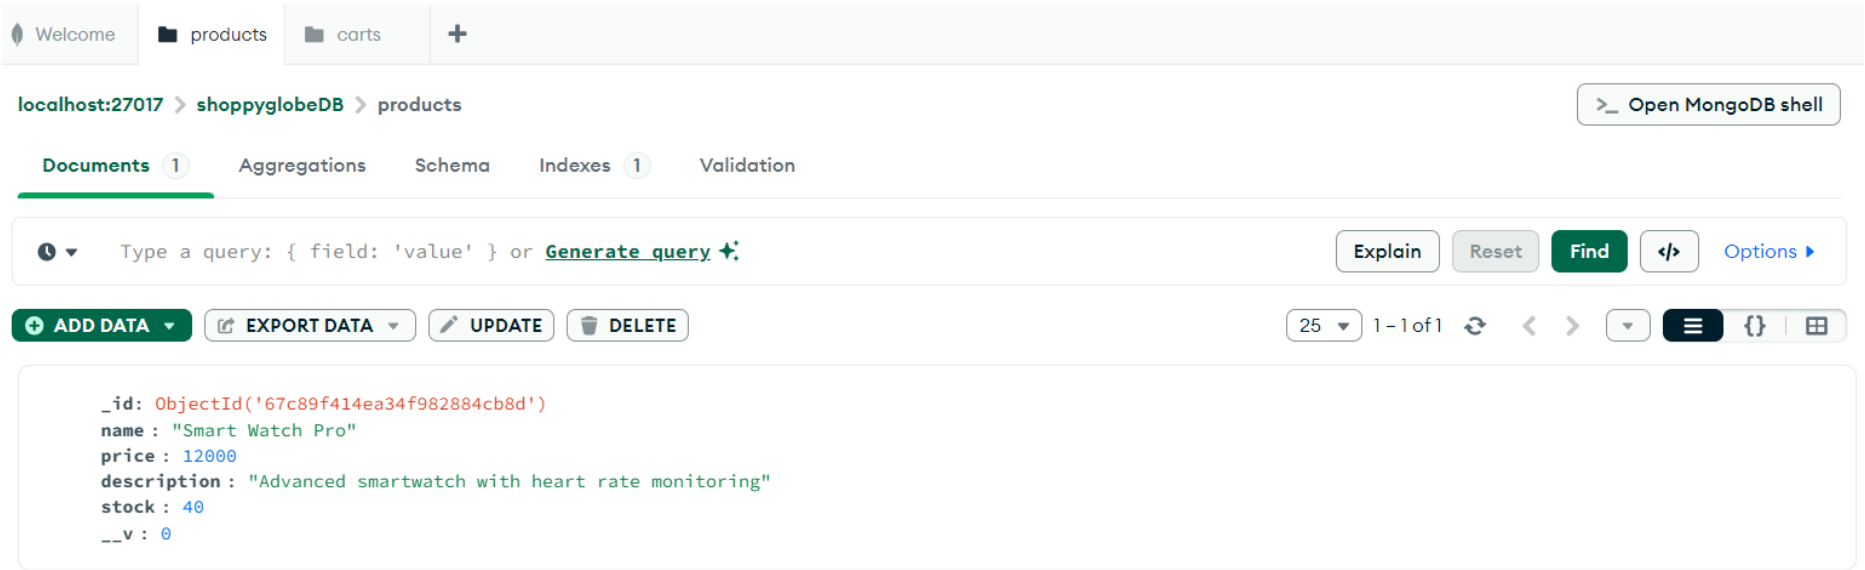 Welcome products carts +
localhost:27017 > shoppyglobeDB > products
>_ Open MongoDB shell
Documents 1 Aggregations Schema Indexes 1 Validation
Type a query: { field: 'value' } or Generate query
Explain Reset Find </> Options
ADD DATA EXPORT DATA UPDATE DELETE
25 1 – 1 of 1 < > {}
_id: ObjectId('67c89f414ea34f982884cb8d')
name : "Smart Watch Pro"
price : 12000
description : "Advanced smartwatch with heart rate monitoring"
stock : 40
__v : 0